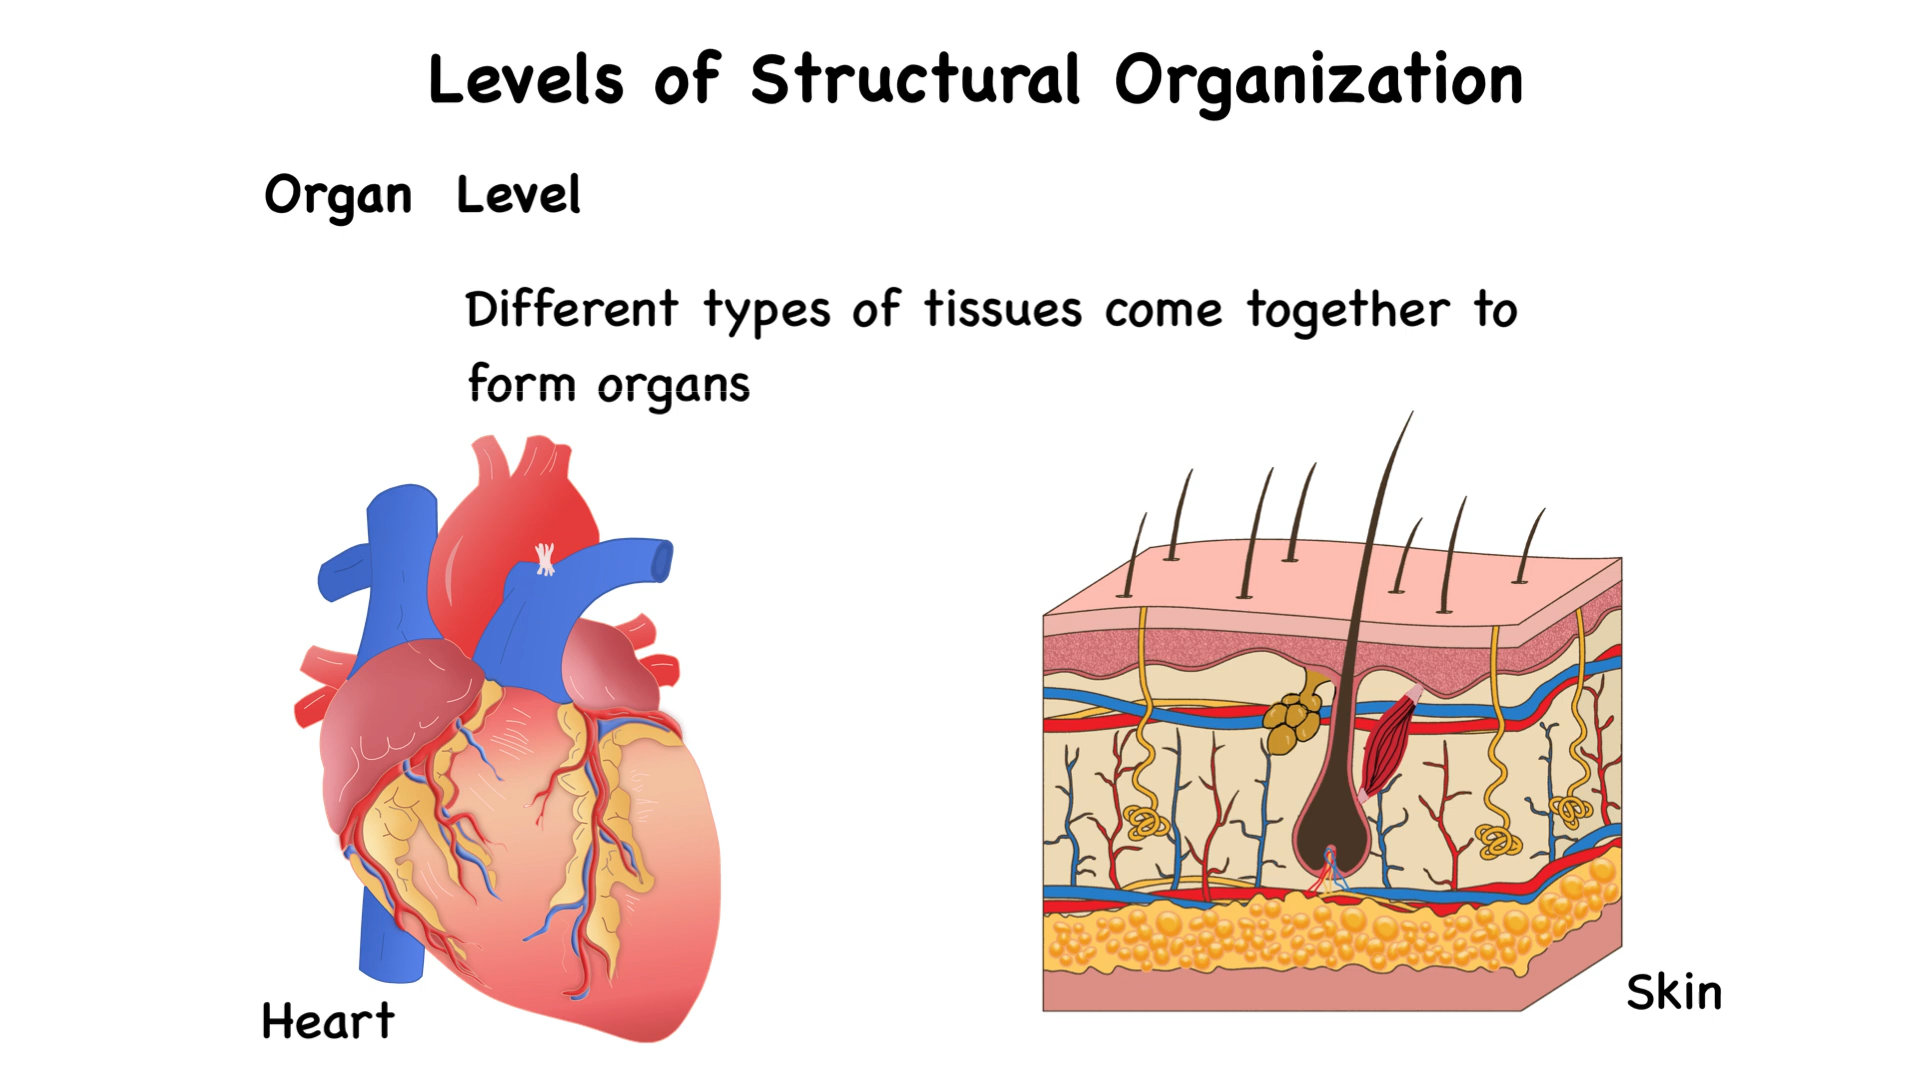 Levels of Structural Organization
Organ Level
Different types of tissues come together to
form organs
Heart
Skin